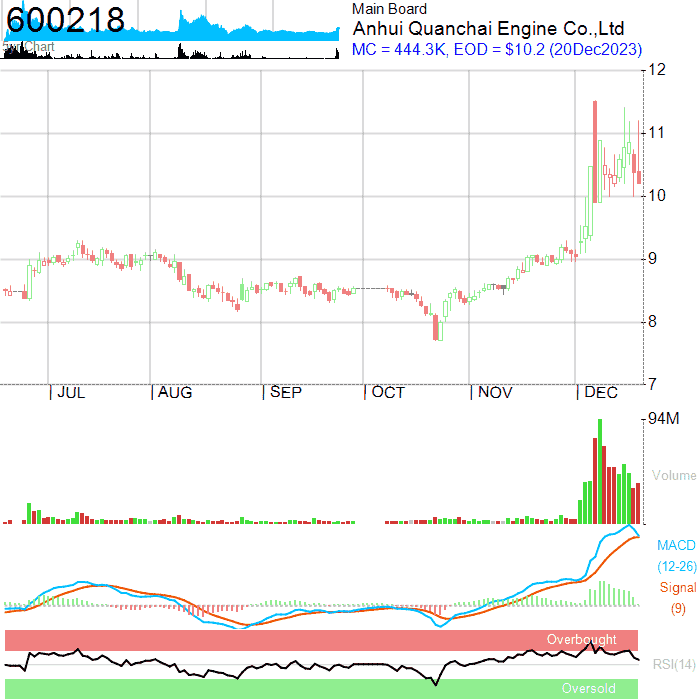 600218
5yr Chart
Main Board
Anhui Quanchai Engine Co.,Ltd
MC = 444.3K, EOD = $10.2 (20Dec2023)
12
11
10
9
8
7
JUL AUG SEP OCT NOV DEC
94M
Volume
MACD
(12-26)
Signal
(9)
Overbought
RSI(14)
Oversold